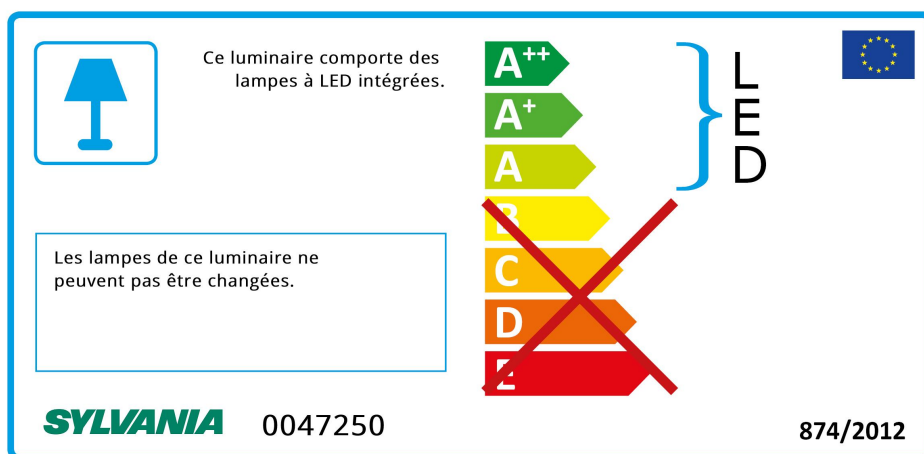 Ce luminaire comporte des
lampes à LED intégrées.
A++
A+
A
B
C
D
E
LED
Les lampes de ce luminaire ne
peuvent pas être changées.
SYLVANIA 0047250
874/2012